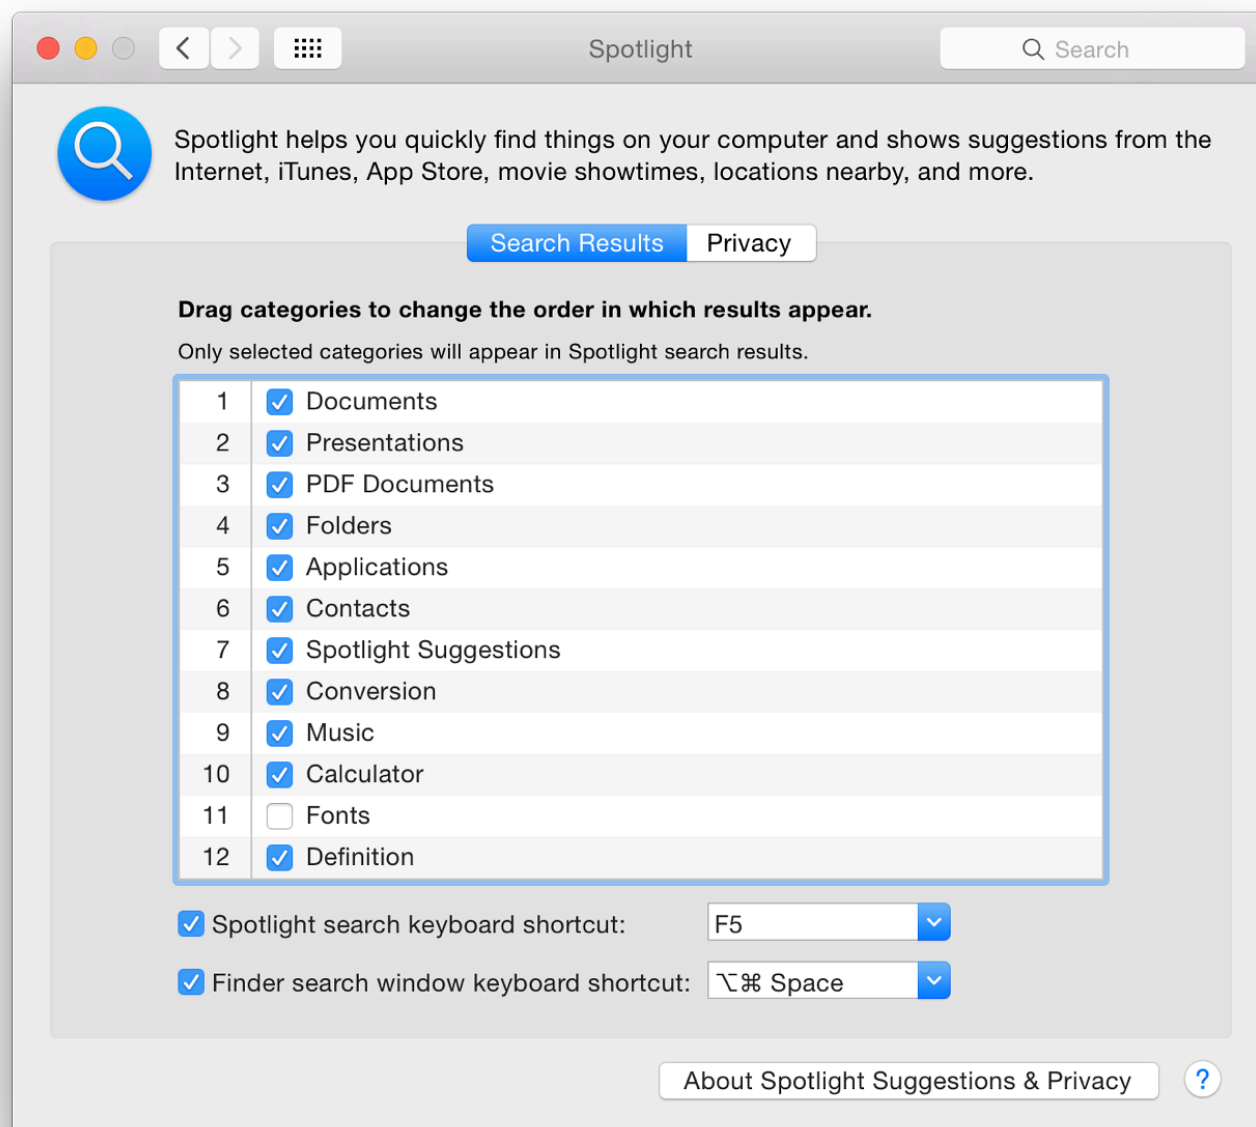 Spotlight
Search
Spotlight helps you quickly find things on your computer and shows suggestions from the
Internet, iTunes, App Store, movie showtimes, locations nearby, and more.
Search Results
Privacy
Drag categories to change the order in which results appear.
Only selected categories will appear in Spotlight search results.
1 Documents
2 Presentations
3 PDF Documents
4 Folders
5 Applications
6 Contacts
7 Spotlight Suggestions
8 Conversion
9 Music
10 Calculator
11 Fonts
12 Definition
Spotlight search keyboard shortcut: F5
Finder search window keyboard shortcut: ⌥⌘ Space
About Spotlight Suggestions & Privacy ?